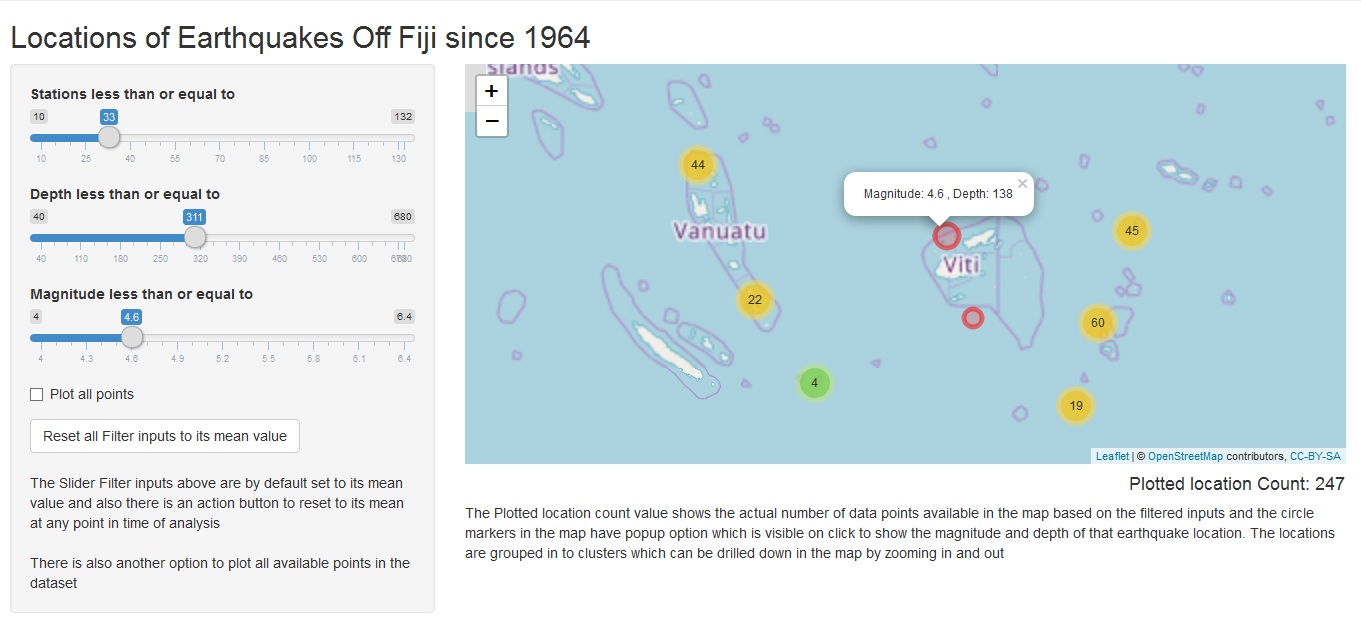 Locations of Earthquakes Off Fiji since 1964
Stations less than or equal to
10 33 132
10 25 40 55 70 85 100 115 130
Depth less than or equal to
40 311 680
40 110 180 250 320 390 460 530 600 680
Magnitude less than or equal to
4 4.6 6.4
4 4.3 4.6 4.9 5.2 5.5 5.8 6.1 6.4
Plot all points
Reset all Filter inputs to its mean value
The Slider Filter inputs above are by default set to its mean
value and also there is an action button to reset to its mean
at any point in time of analysis
There is also another option to plot all available points in the
dataset
+
−
44
Magnitude: 4.6 , Depth: 138 ×
Vanuatu
45
Viti
22
60
4
19
Leaflet | © OpenStreetMap contributors, CC-BY-SA
Plotted location Count: 247
The Plotted location count value shows the actual number of data points available in the map based on the filtered inputs and the circle
markers in the map have popup option which is visible on click to show the magnitude and depth of that earthquake location. The locations
are grouped in to clusters which can be drilled down in the map by zooming in and out